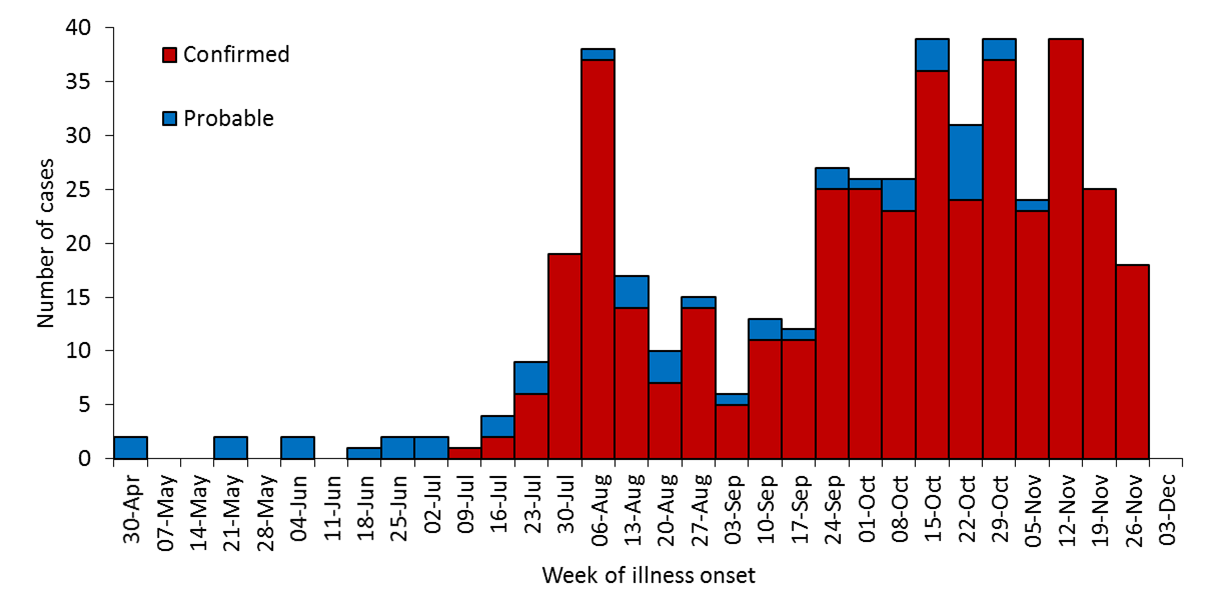 40
35
30
25
20
15
10
5
0
Number of cases
Confirmed
Probable
30-Apr
07-May
14-May
21-May
28-May
04-Jun
11-Jun
18-Jun
25-Jun
02-Jul
09-Jul
16-Jul
23-Jul
30-Jul
06-Aug
13-Aug
20-Aug
27-Aug
03-Sep
10-Sep
17-Sep
24-Sep
01-Oct
08-Oct
15-Oct
22-Oct
29-Oct
05-Nov
12-Nov
19-Nov
26-Nov
03-Dec
Week of illness onset